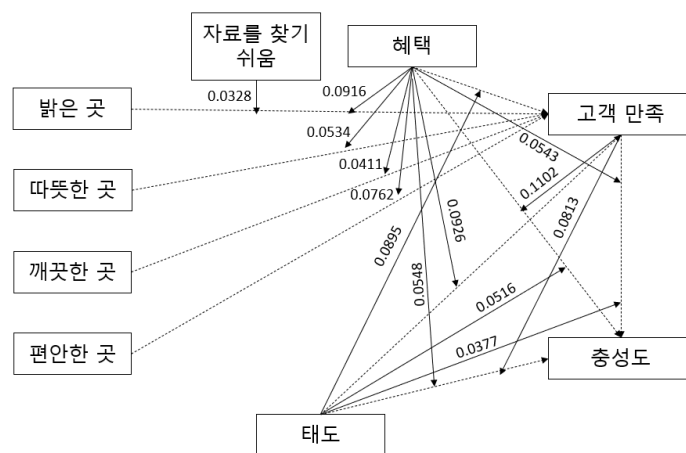 자료를 찾기
쉬움
혜택
밝은 곳
0.0328
0.0916
고객 만족
0.0534
0.0543
0.0411
따뜻한 곳
0.0762
0.1102
0.0813
0.0926
0.0895
깨끗한 곳
0.0548
0.0516
0.0377
편안한 곳
충성도
태도